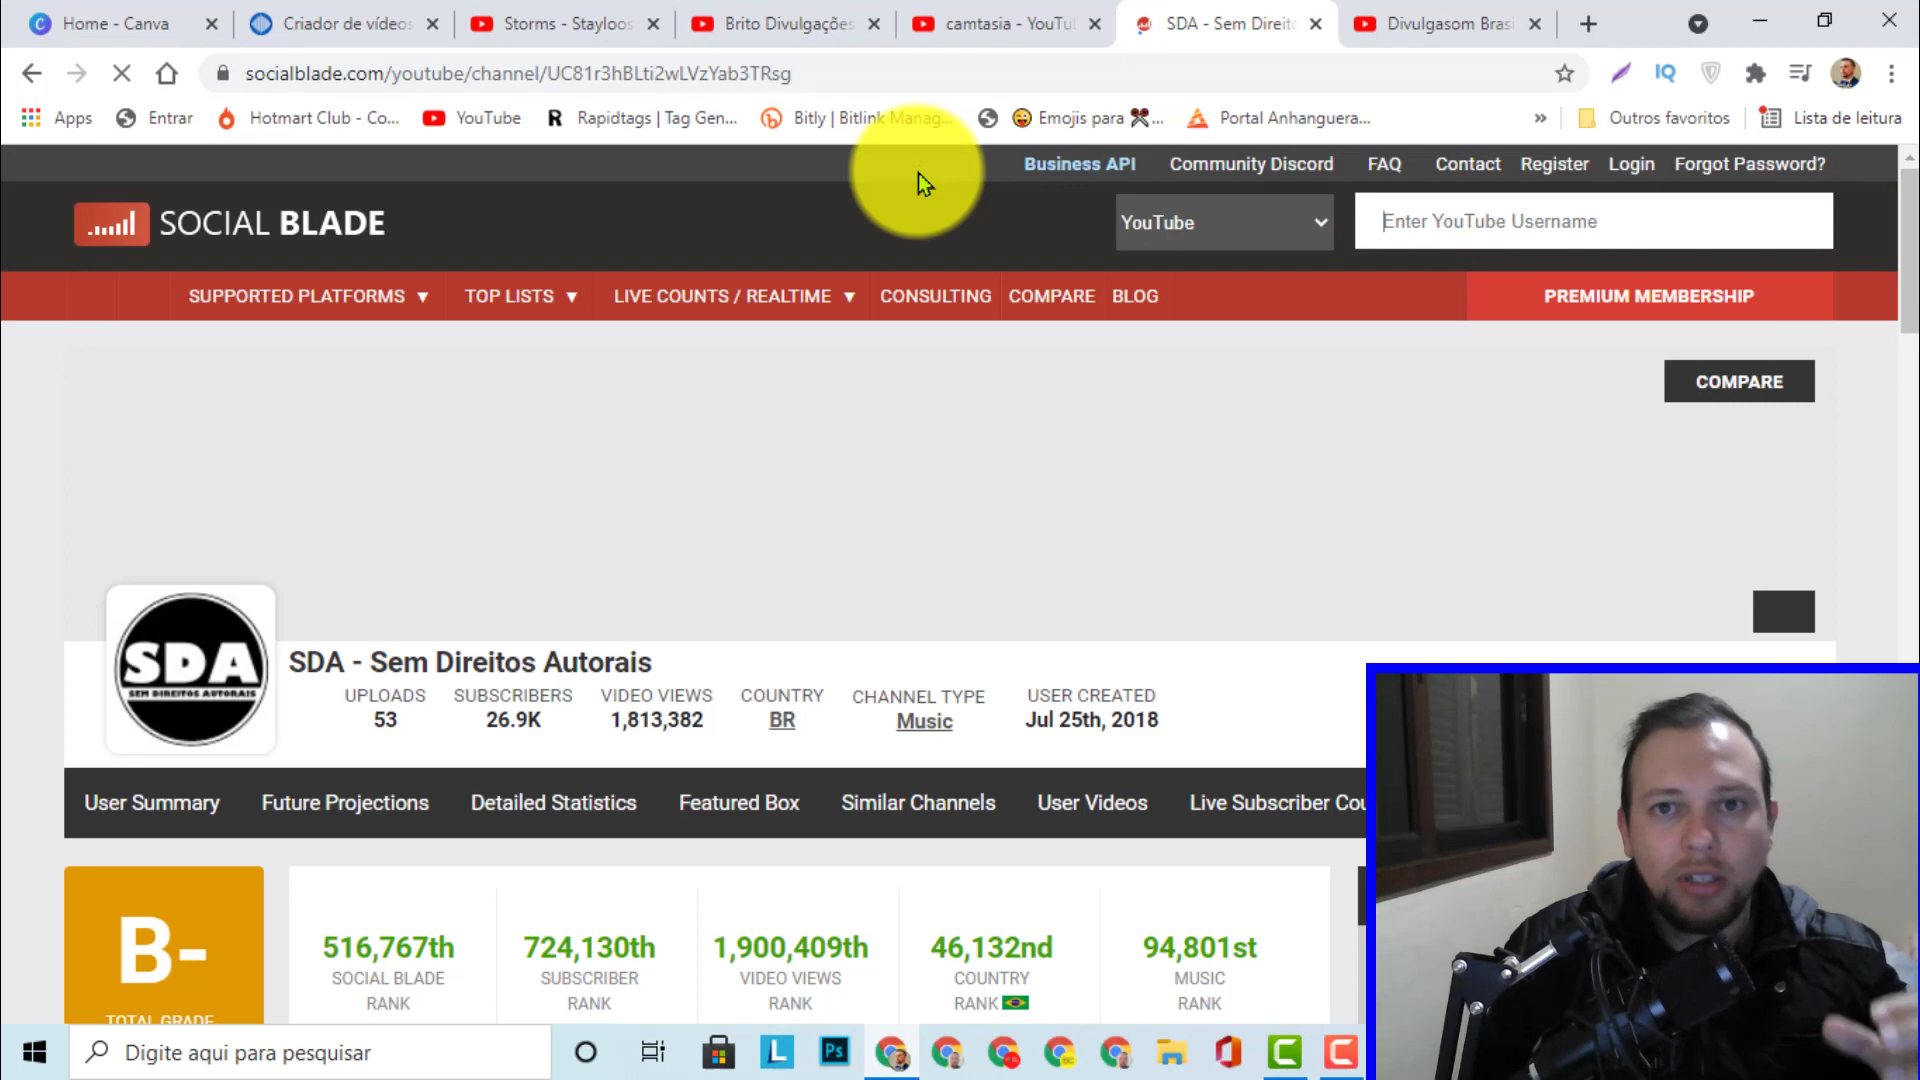 Home - Canva
Criador de vídeos
Storms - Stayloos
Brito Divulgações
camtasia - YouTu
SDA - Sem Direito
Divulgasom Brasi
socialblade.com/youtube/channel/UC81r3hBLti2wLVzYab3TRsg
IQ
Apps
Entrar
Hotmart Club - Co...
YouTube
R
Rapidtags | Tag Gen...
Bitly | Bitlink Manag...
Emojis para ...
Portal Anhanguera...
»
Outros favoritos
Lista de leitura
Business API
Community Discord
FAQ
Contact
Register
Login
Forgot Password?
SOCIAL BLADE
YouTube
Enter YouTube Username
SUPPORTED PLATFORMS ▼
TOP LISTS ▼
LIVE COUNTS / REALTIME ▼
CONSULTING
COMPARE
BLOG
PREMIUM MEMBERSHIP
COMPARE
SDA
SEM DIREITOS AUTORAIS
SDA - Sem Direitos Autorais
UPLOADS
53
SUBSCRIBERS
26.9K
VIDEO VIEWS
1,813,382
COUNTRY
BR
CHANNEL TYPE
Music
USER CREATED
Jul 25th, 2018
User Summary
Future Projections
Detailed Statistics
Featured Box
Similar Channels
User Videos
Live Subscriber Cou
B-
TOTAL GRADE
516,767th
SOCIAL BLADE
RANK
724,130th
SUBSCRIBER
RANK
1,900,409th
VIDEO VIEWS
RANK
46,132nd
COUNTRY
RANK
94,801st
MUSIC
RANK
Digite aqui para pesquisar
L
Ps